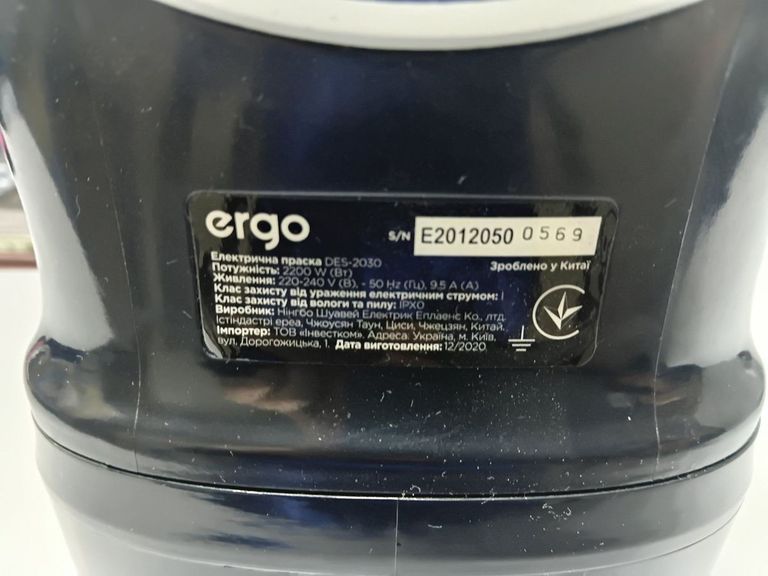 ergo
S/N E2012050 0569
Електрична праска DES-2030
Зроблено у Китаї
Потужність: 2200 W (Вт)
Живлення: 220-240 V (В), ~ 50 Hz (Гц), 9.5 A (А)
Клас захисту від ураження електричним струмом: I
Клас захисту від вологи та пилу: IPX0
Виробник: Нінгбо Шуавей Електрик Епплаенс Ко., лтд.
Істіндастрі ереа, Чжоусян Таун, Циси, Чжецзян, Китай.
Імпортер: ТОВ «Інвестком». Адреса: Україна, м. Київ,
вул. Дорогожицька, 1. Дата виготовлення: 12/2020